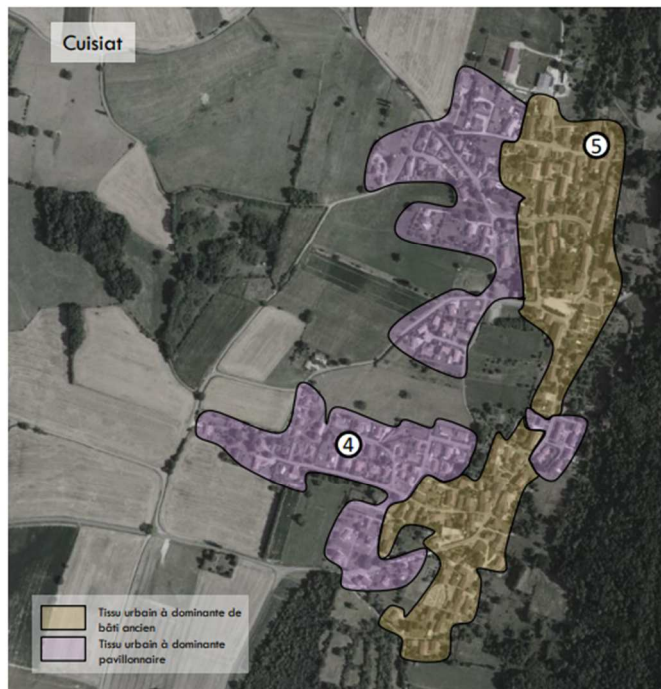 Cuisiat
5
4
Tissu urbain à dominante de
bâti ancien
Tissu urbain à dominante
pavillonnaire